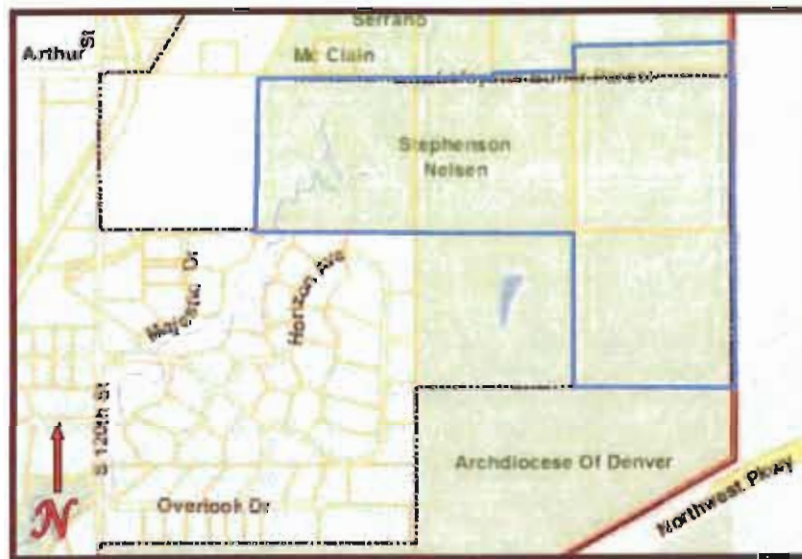 Serrano
Arthur
St
Mc Clain
Stephenson
Nelsen
Majestic Dr
Horizon Ave
S 120th St
Archdiocese Of Denver
Northwest Pkwy
Overlook Dr
N